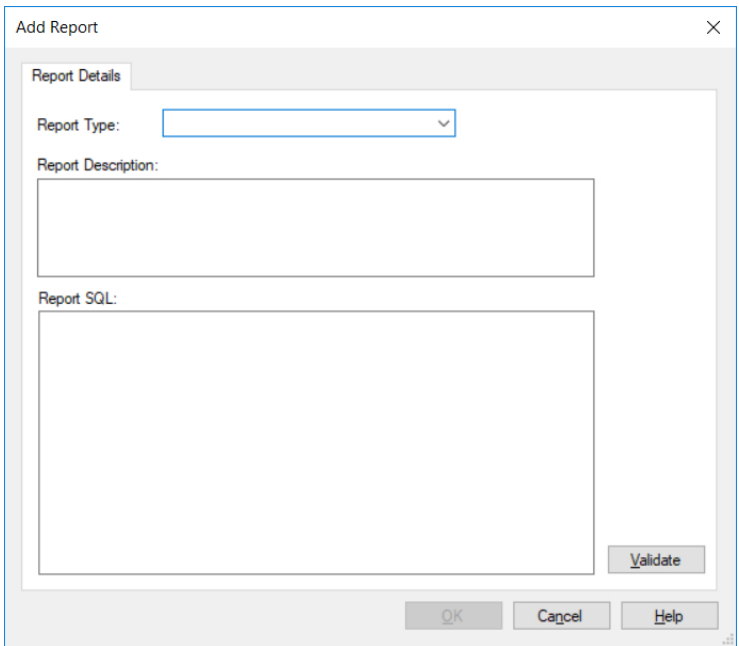 Add Report
Report Details
Report Type:
Report Description:
Report SQL:
Validate
OK Cancel Help